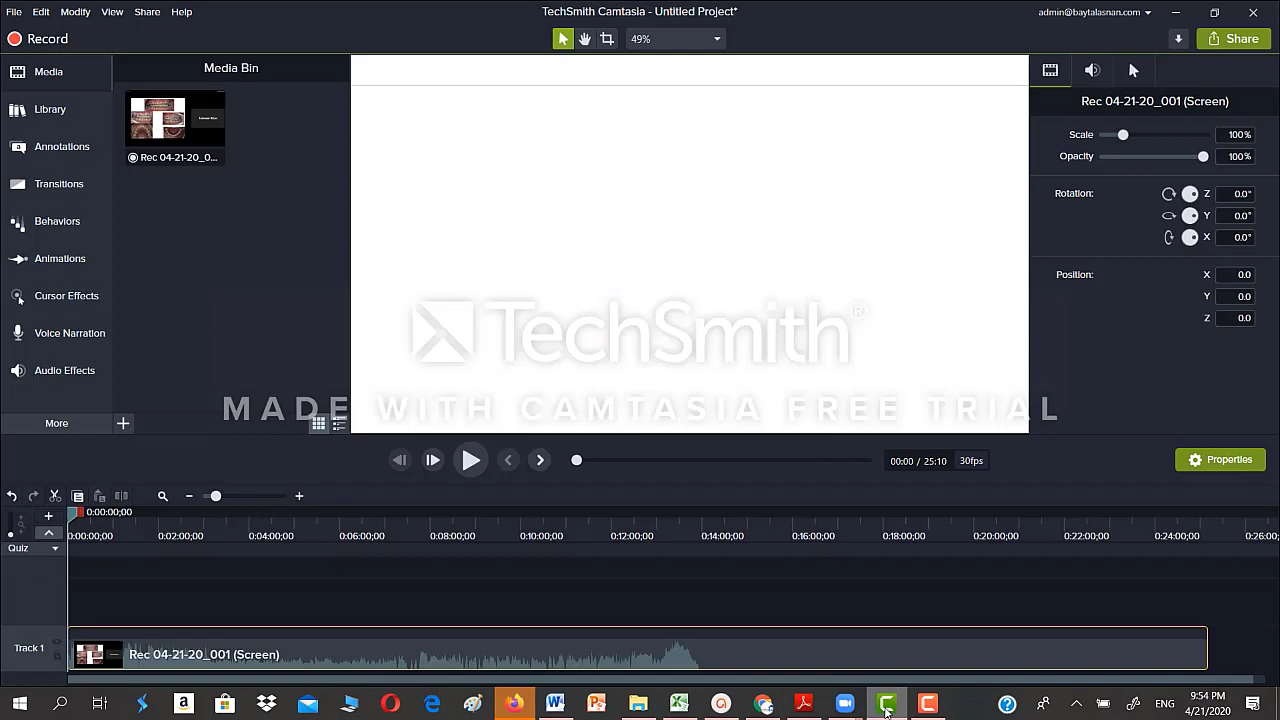 File Edit Modify View Share Help
TechSmith Camtasia - Untitled Project*
admin@baytalasnan.com
Record
49%
Share
Media
Library
Annotations
Transitions
Behaviors
Animations
Cursor Effects
Voice Narration
Audio Effects
More
Media Bin
Rec 04-21-20_0...
TechSmith®
MADE WITH CAMTASIA FREE TRIAL
Rec 04-21-20_001 (Screen)
Scale 100%
Opacity 100%
Rotation: Z 0.0°
Y 0.0°
X 0.0°
Position: X 0.0
Y 0.0
Z 0.0
00:00 / 25:10 30fps
Properties
0:00:00;00
0:00:00;00 0:02:00;00 0:04:00;00 0:06:00;00 0:08:00;00 0:10:00;00 0:12:00;00 0:14:00;00 0:16:00;00 0:18:00;00 0:20:00;00 0:22:00;00 0:24:00;00 0:26:00;
Quiz
Track 1
Rec 04-21-20_001 (Screen)
ENG
9:54 PM
4/21/2020